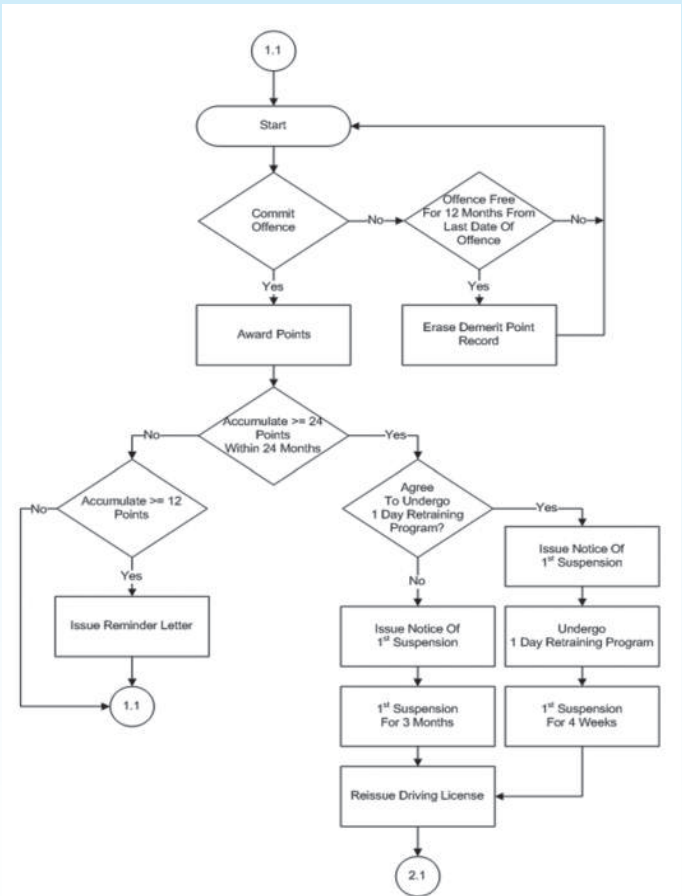 1.1
Start
Commit
Offence
No
Offence Free
For 12 Months From
Last Date Of
Offence
No
Yes
Yes
Award Points
Erase Demerit Point
Record
Accumulate >= 24
Points
Within 24 Months
No
Yes
No
Accumulate >= 12
Points
Agree
To Undergo
1 Day Retraining
Program?
Yes
Issue Notice Of
1st Suspension
Yes
No
Issue Reminder Letter
Issue Notice Of
1st Suspension
Undergo
1 Day Retraining Program
1.1
1st Suspension
For 3 Months
1st Suspension
For 4 Weeks
Reissue Driving License
2.1